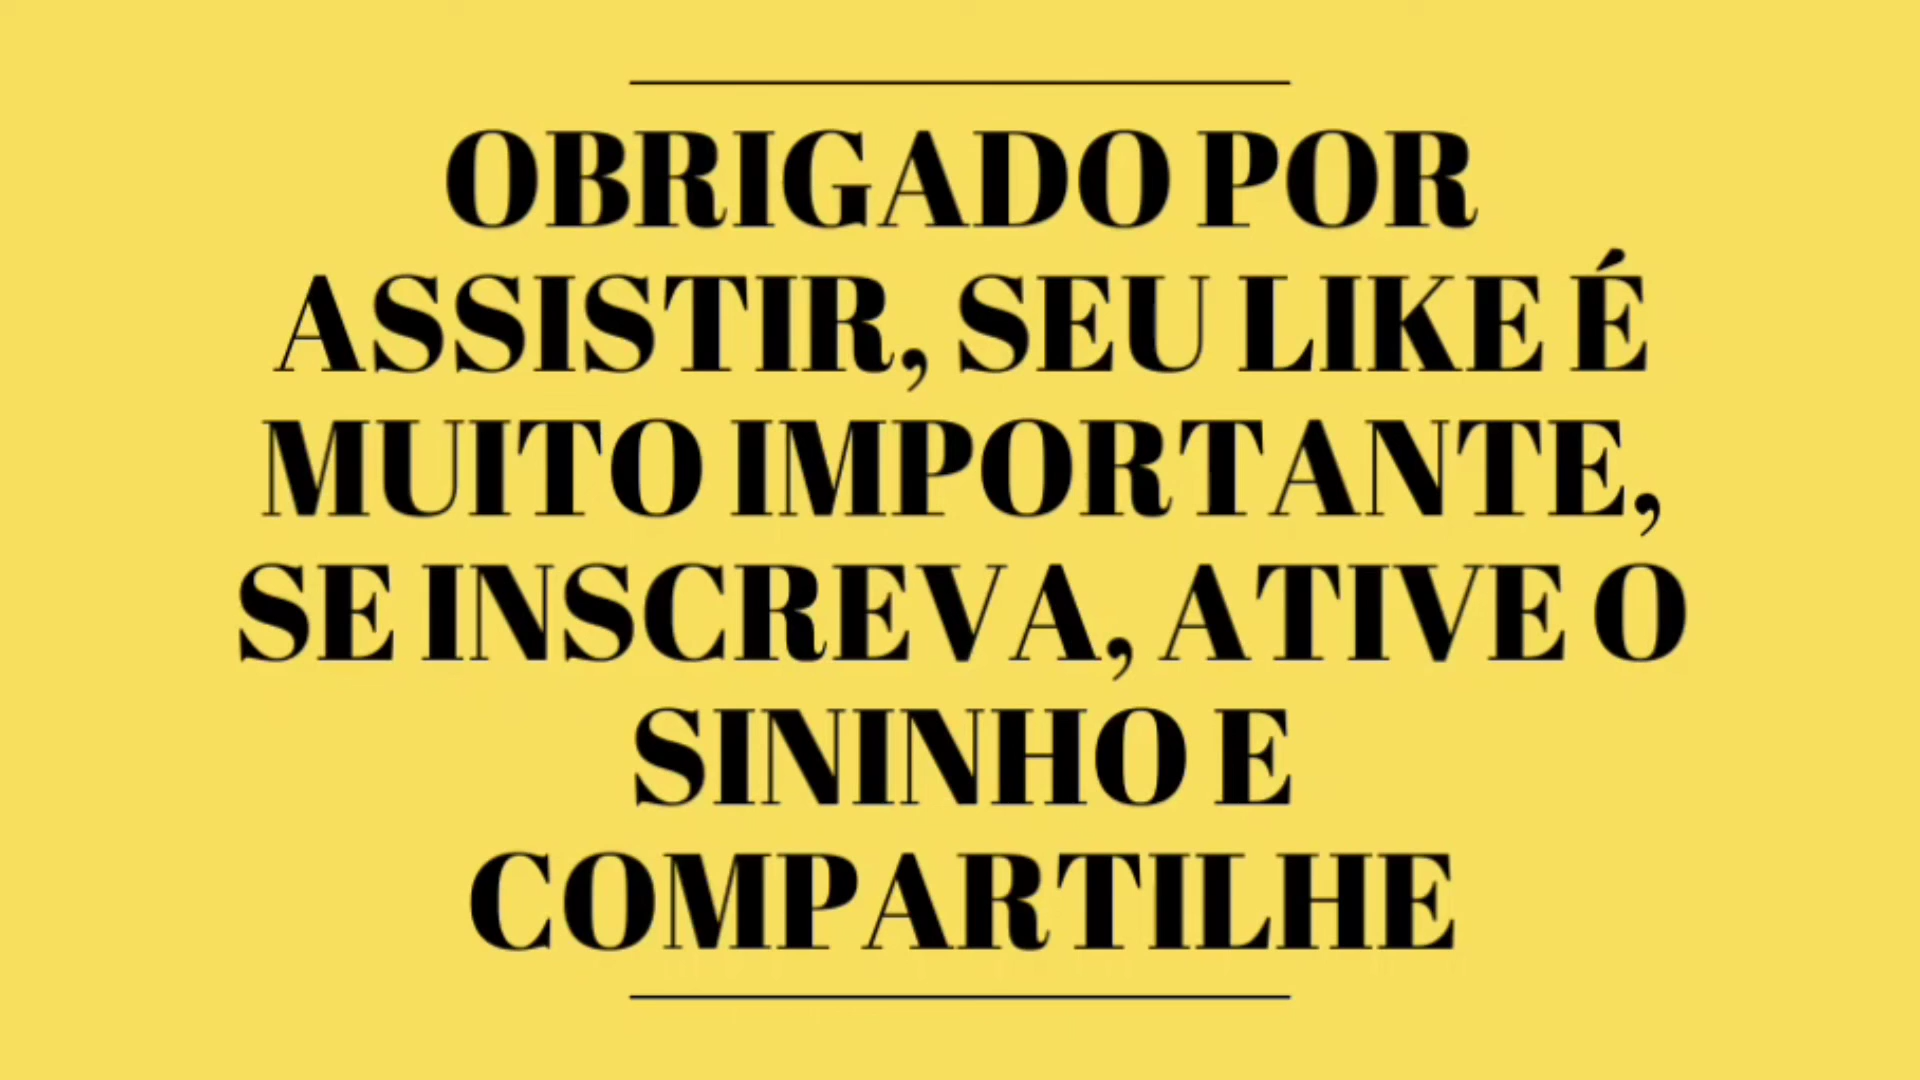 OBRIGADO POR
ASSISTIR, SEU LIKE É
MUITO IMPORTANTE,
SE INSCREVA, ATIVE O
SININHO E
COMPARTILHE